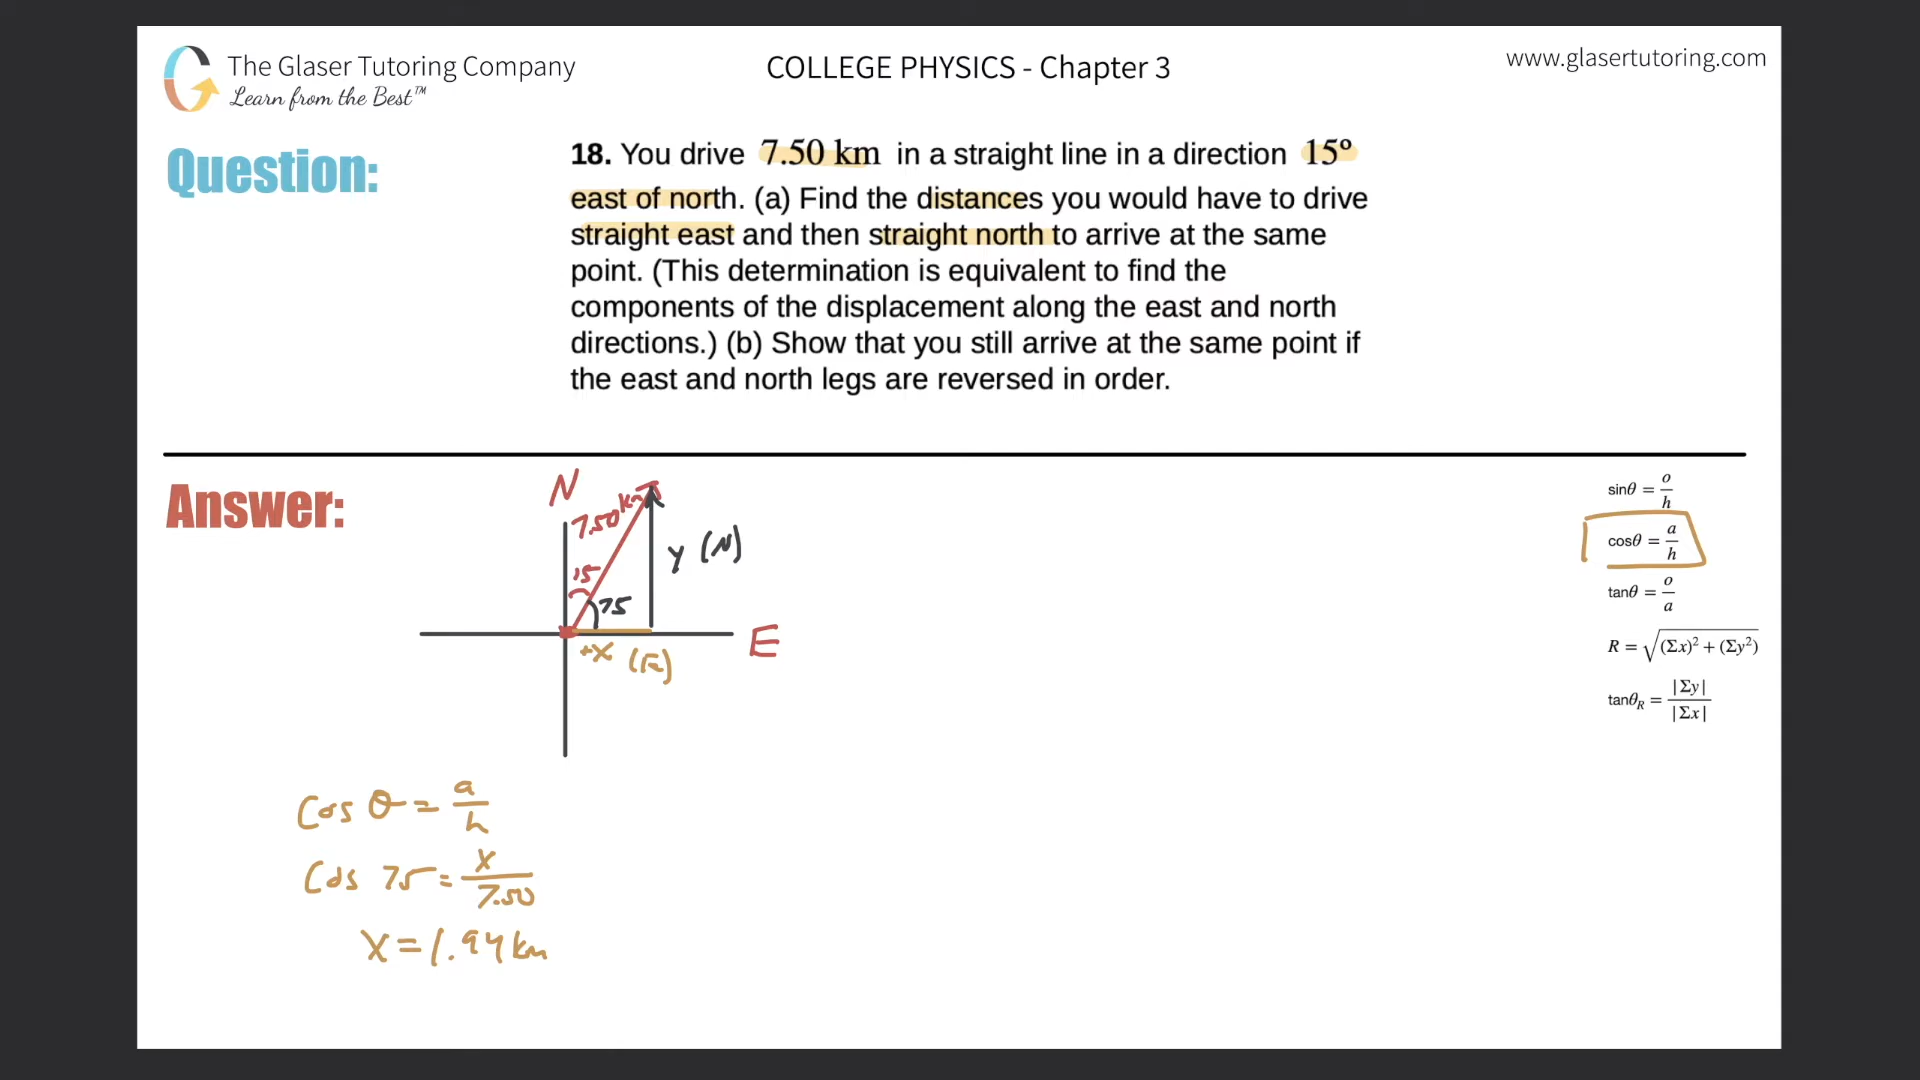 The Glaser Tutoring Company
Learn from the Best™
COLLEGE PHYSICS - Chapter 3
www.glasertutoring.com
Question:
18. You drive 7.50 km in a straight line in a direction 15º
east of north. (a) Find the distances you would have to drive
straight east and then straight north to arrive at the same
point. (This determination is equivalent to find the
components of the displacement along the east and north
directions.) (b) Show that you still arrive at the same point if
the east and north legs are reversed in order.
Answer:
N
7.50 km
15
75
y (N)
E
+x (E)
cos θ = a/h
cos 75 = x/7.50
x = 1.94 km
sinθ = o/h
cosθ = a/h
tanθ = o/a
R = √(Σx)² + (Σy²)
tanθ_R = |Σy|/|Σx|